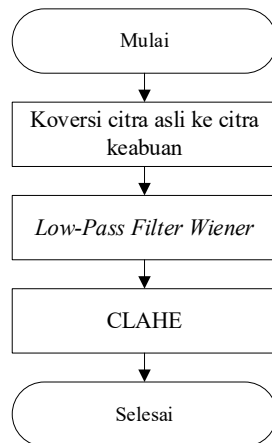 Mulai
Koversi citra asli ke citra
keabuan
Low-Pass Filter Wiener
CLAHE
Selesai